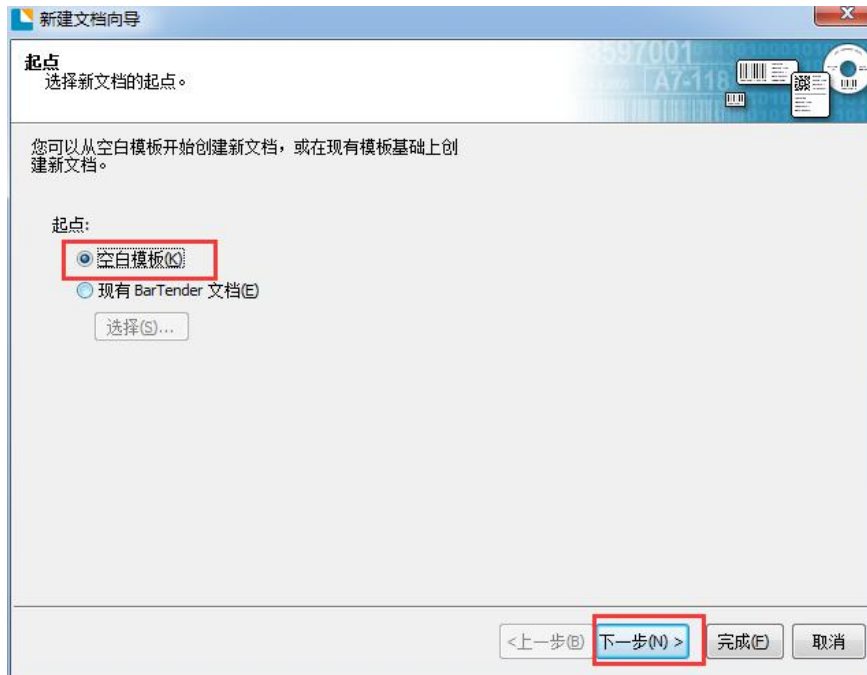 新建文档向导
起点
选择新文档的起点。
3597001
A7-118
您可以从空白模板开始创建新文档，或在现有模板基础上创
建新文档。
起点:
空白模板(K)
现有 BarTender 文档(E)
选择(S)...
<上一步(B)
下一步(N) >
完成(F)
取消